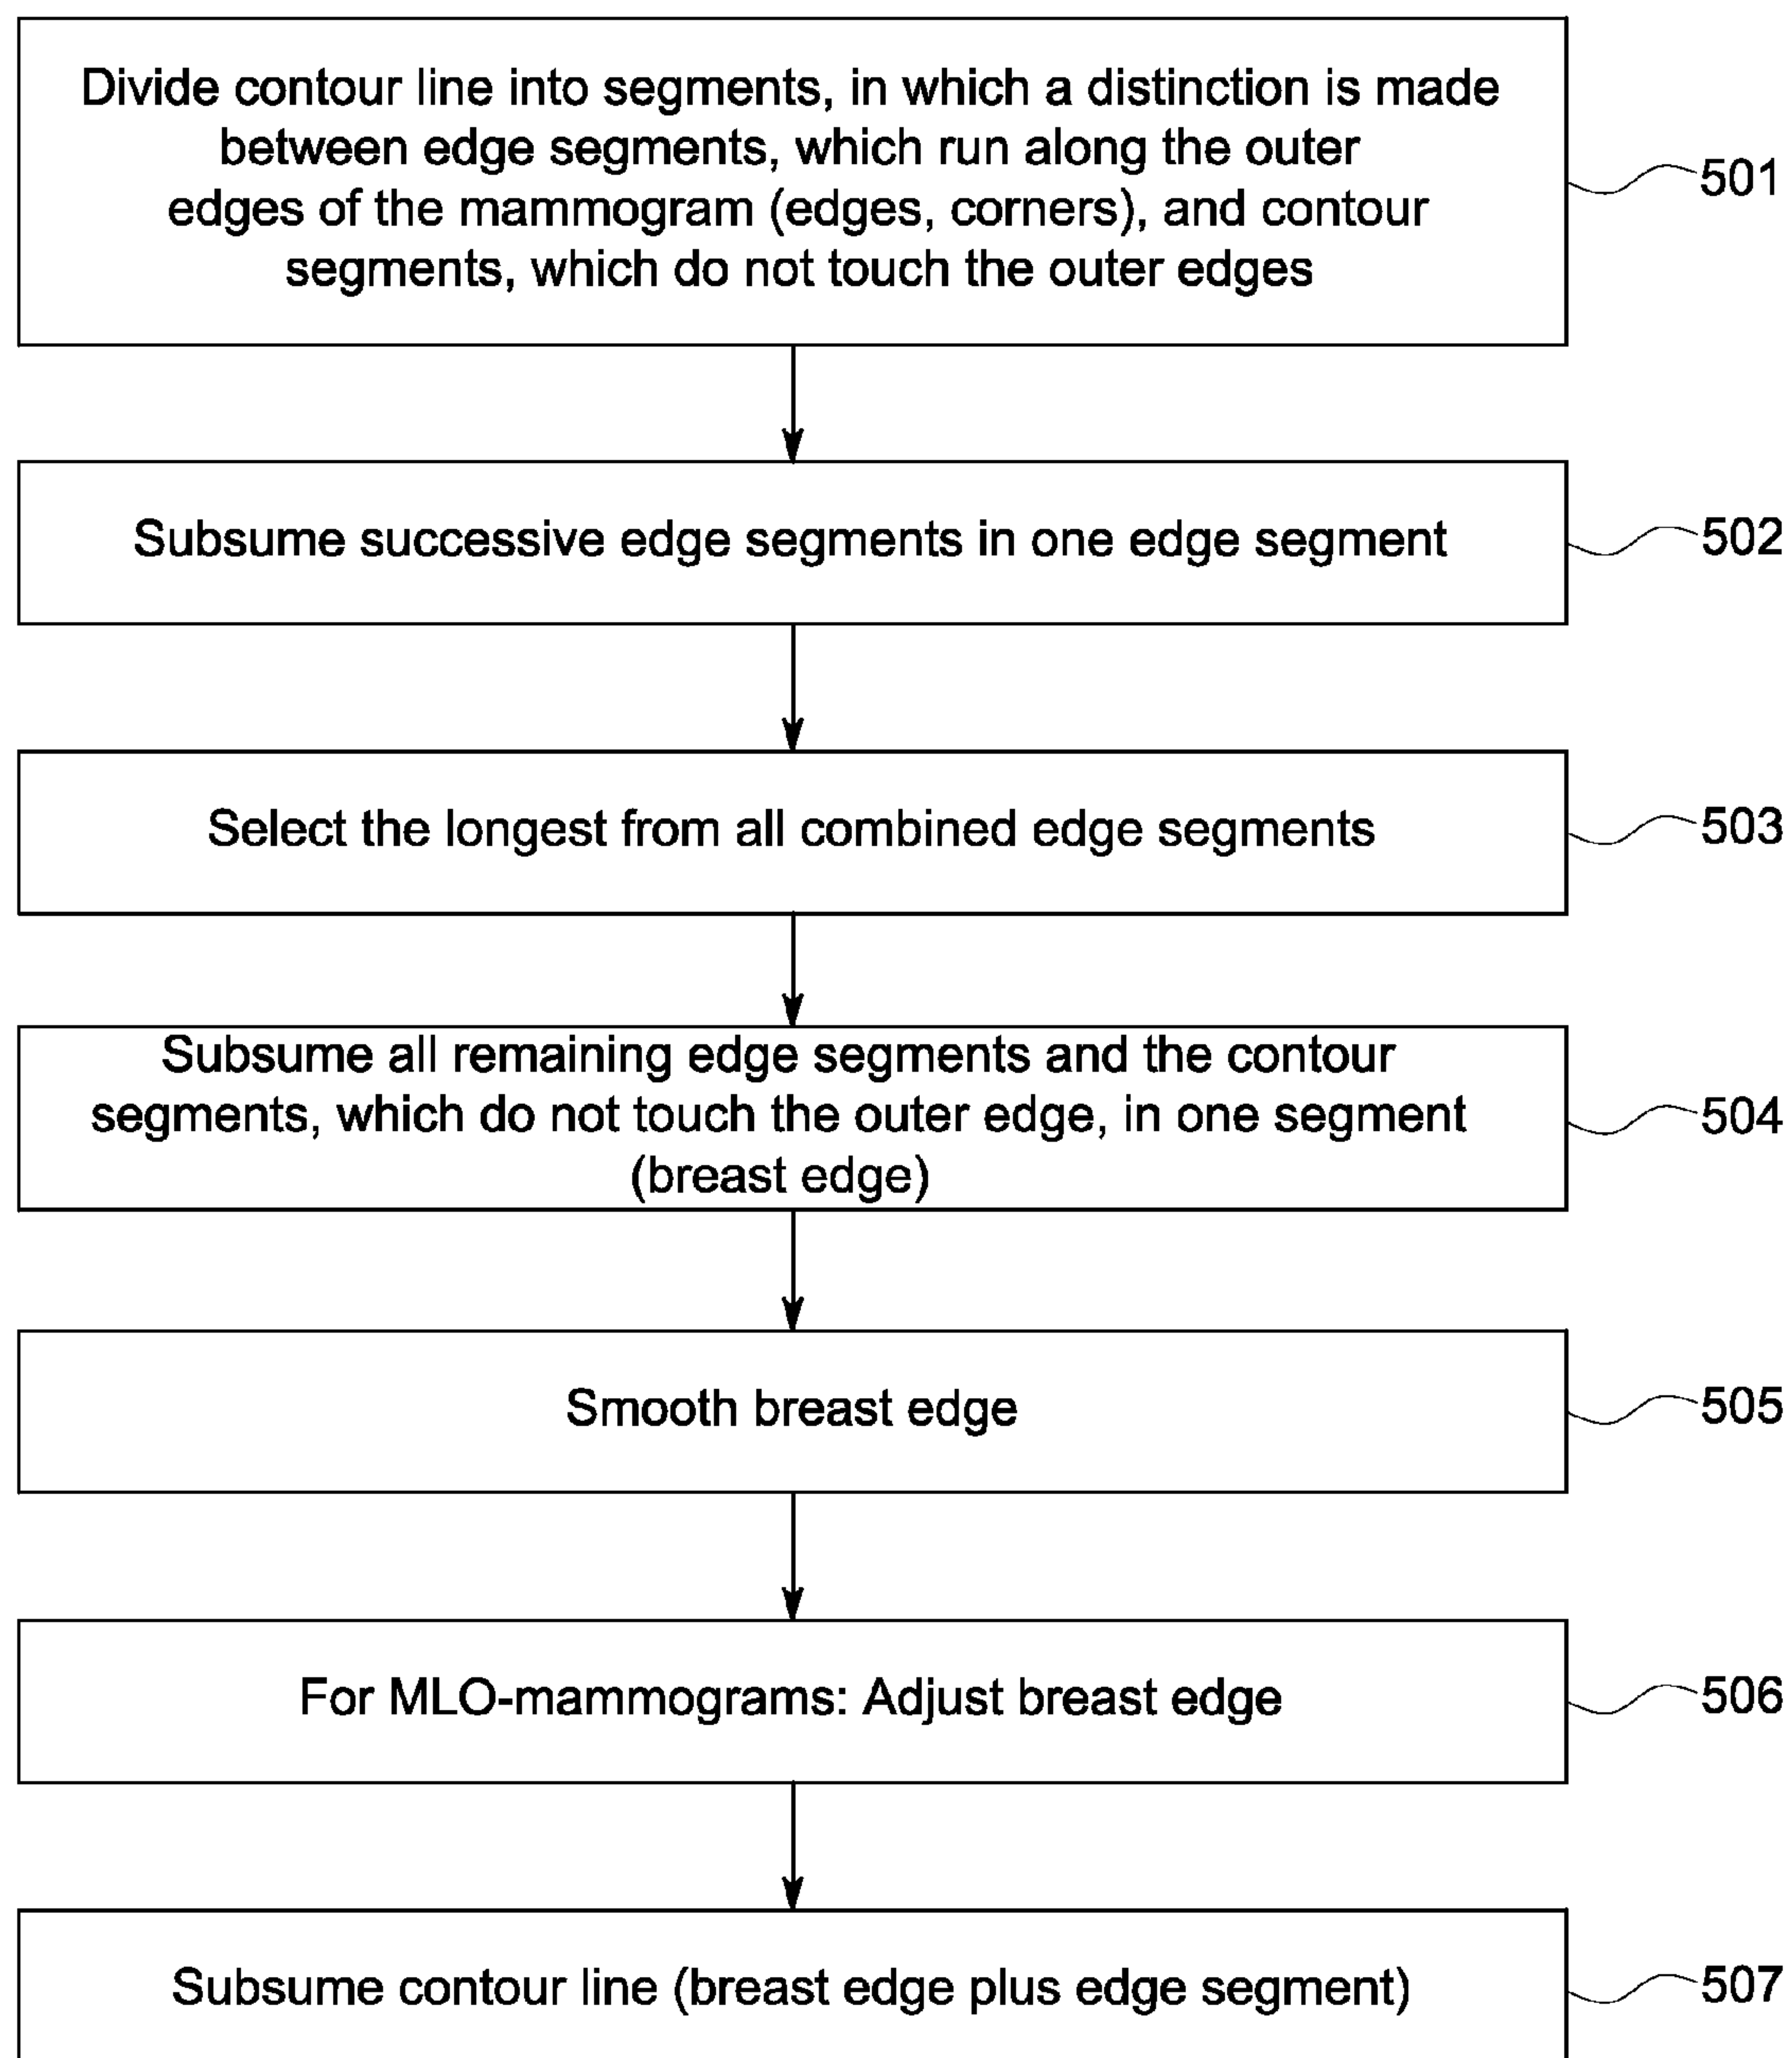 Divide contour line into segments, in which a distinction is made
between edge segments, which run along the outer
edges of the mammogram (edges, corners), and contour
segments, which do not touch the outer edges
501
Subsume successive edge segments in one edge segment
502
Select the longest from all combined edge segments
503
Subsume all remaining edge segments and the contour
segments, which do not touch the outer edge, in one segment
(breast edge)
504
Smooth breast edge
505
For MLO-mammograms: Adjust breast edge
506
Subsume contour line (breast edge plus edge segment)
507